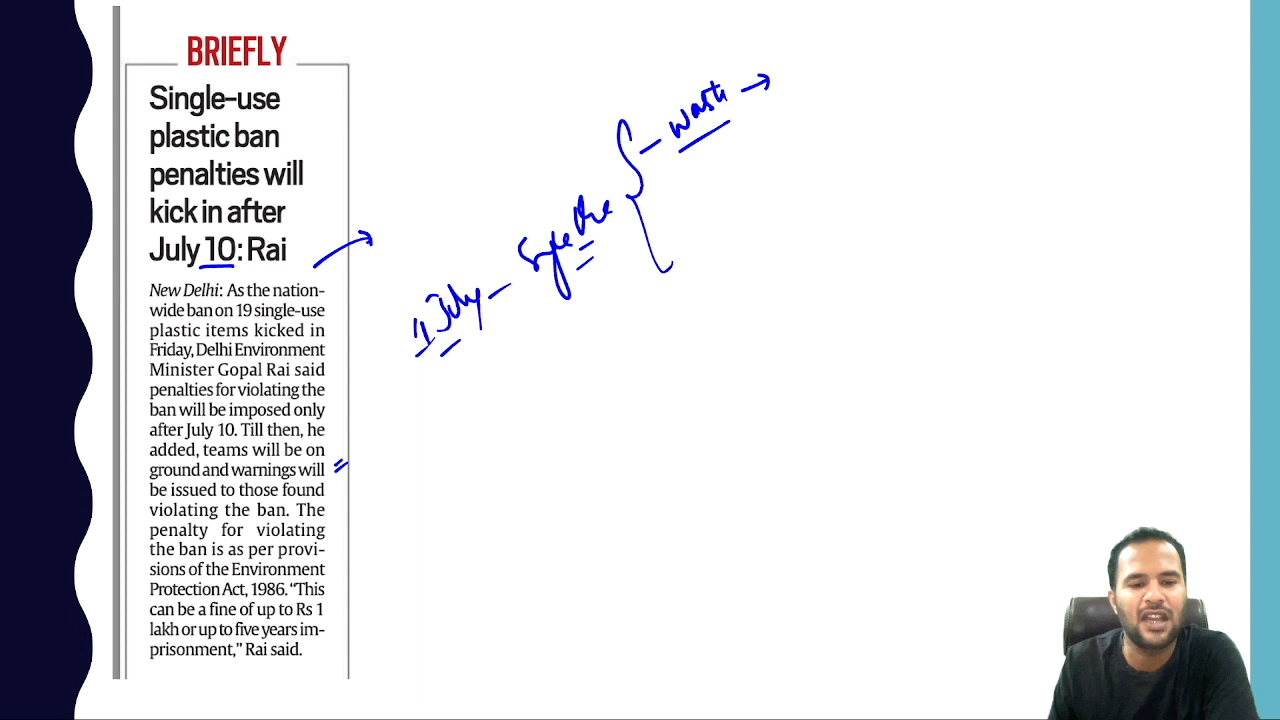 BRIEFLY
Single-use
plastic ban
penalties will
kick in after
July 10: Rai
New Delhi: As the nation-
wide ban on 19 single-use
plastic items kicked in
Friday, Delhi Environment
Minister Gopal Rai said
penalties for violating the
ban will be imposed only
after July 10. Till then, he
added, teams will be on
ground and warnings will
be issued to those found
violating the ban. The
penalty for violating
the ban is as per provi-
sions of the Environment
Protection Act, 1986. “This
can be a fine of up to Rs 1
lakh or up to five years im-
prisonment,” Rai said.
1 July - Single